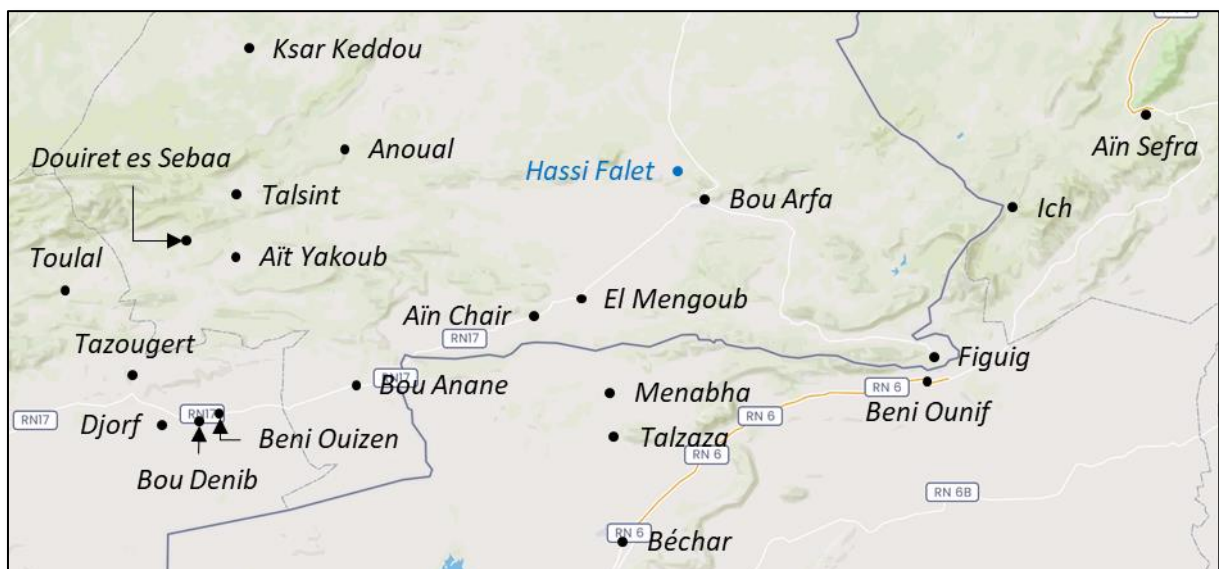 RN 6
Ksar Keddou
Aïn Sefra
Douiret es Sebaa
Anoual
Hassi Falet
Talsint
Bou Arfa
Ich
Toulal
Aït Yakoub
El Mengoub
Aïn Chair
RN17
Tazougert
Figuig
RN17
Bou Anane
Menabha
RN 6
Beni Ounif
RN 6
RN17
Djorf
RN17
Beni Ouizen
Talzaza
RN 6
Bou Denib
RN 6B
RN 6
Béchar